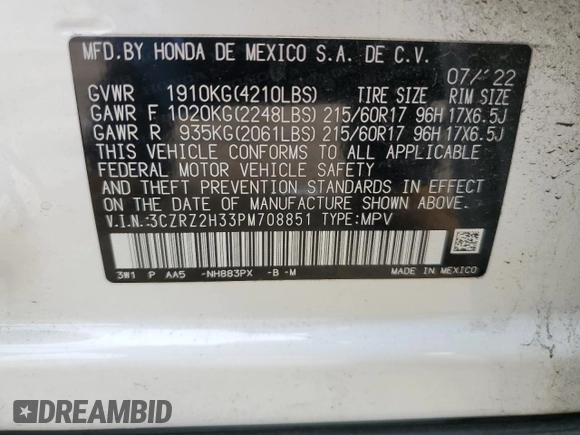 MFD.BY HONDA DE MEXICO S.A. DE C.V.
07/22
GVWR 1910KG(4210LBS) TIRE SIZE RIM SIZE
GAWR F 1020KG(2248LBS) 215/60R17 96H 17X6.5J
GAWR R 935KG(2061LBS) 215/60R17 96H 17X6.5J
THIS VEHICLE CONFORMS TO ALL APPLICABLE
FEDERAL MOTOR VEHICLE SAFETY
AND THEFT PREVENTION STANDARDS IN EFFECT
ON THE DATE OF MANUFACTURE SHOWN ABOVE.
V.I.N.:3CZRZ2H33PM708851 TYPE:MPV
3W1 P AA5 -NH883PX -B -M
MADE IN MEXICO
DREAMBID